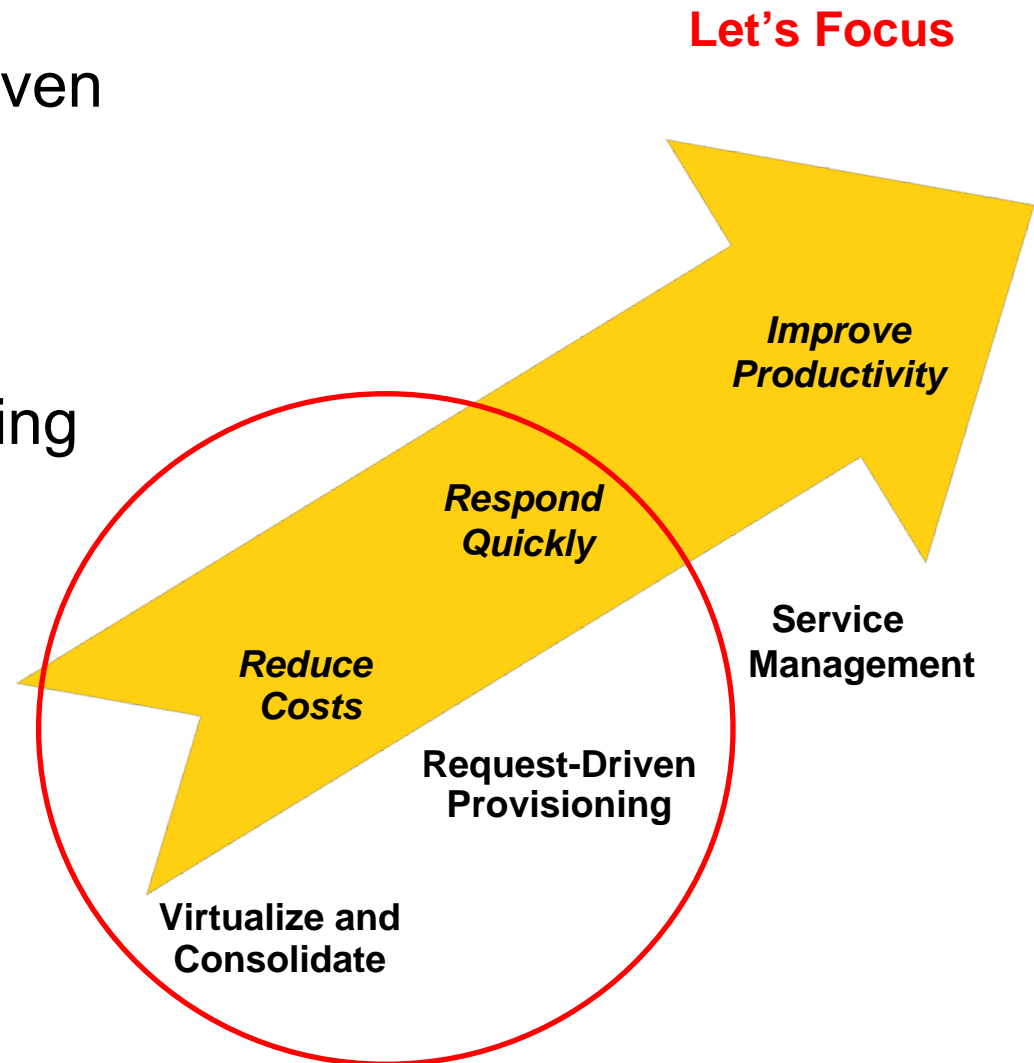 Let's Focus
ven
ing
Improve
Productivity
Respond
Quickly
Reduce
Costs
Service
Management
Request-Driven
Provisioning
Virtualize and
Consolidate